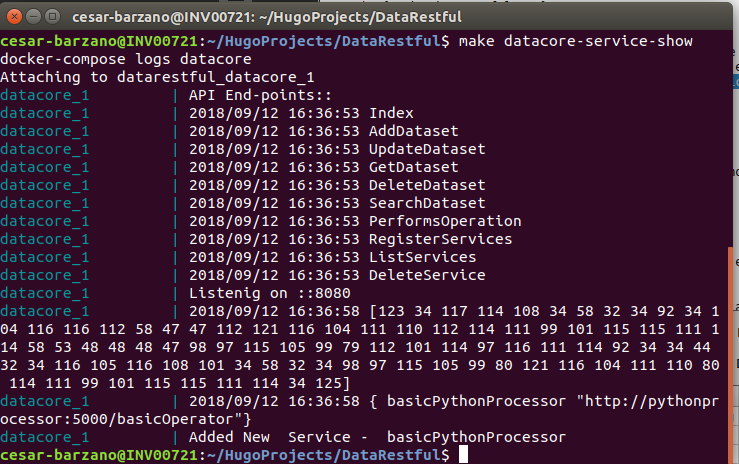 cesar-barzano@INV00721: ~/HugoProjects/DataRestful
cesar-barzano@INV00721:~/HugoProjects/DataRestful$ make datacore-service-show
docker-compose logs datacore
Attaching to datarestful_datacore_1
datacore_1 | API End-points::
datacore_1 | 2018/09/12 16:36:53 Index
datacore_1 | 2018/09/12 16:36:53 AddDataset
datacore_1 | 2018/09/12 16:36:53 UpdateDataset
datacore_1 | 2018/09/12 16:36:53 GetDataset
datacore_1 | 2018/09/12 16:36:53 DeleteDataset
datacore_1 | 2018/09/12 16:36:53 SearchDataset
datacore_1 | 2018/09/12 16:36:53 PerformsOperation
datacore_1 | 2018/09/12 16:36:53 RegisterServices
datacore_1 | 2018/09/12 16:36:53 ListServices
datacore_1 | 2018/09/12 16:36:53 DeleteService
datacore_1 | Listenig on ::8080
datacore_1 | 2018/09/12 16:36:58 [123 34 117 114 108 34 58 32 34 92 34 1
04 116 116 112 58 47 47 112 121 116 104 111 110 112 114 111 99 101 115 115 111 1
14 58 53 48 48 48 47 98 97 115 105 99 79 112 101 114 97 116 111 114 92 34 34 44
32 34 116 105 116 108 101 34 58 32 34 98 97 115 105 99 80 121 116 104 111 110 80
114 111 99 101 115 115 111 114 34 125]
datacore_1 | 2018/09/12 16:36:58 { basicPythonProcessor "http://pythonpr
ocessor:5000/basicOperator"}
datacore_1 | Added New  Service -  basicPythonProcessor
cesar-barzano@INV00721:~/HugoProjects/DataRestful$